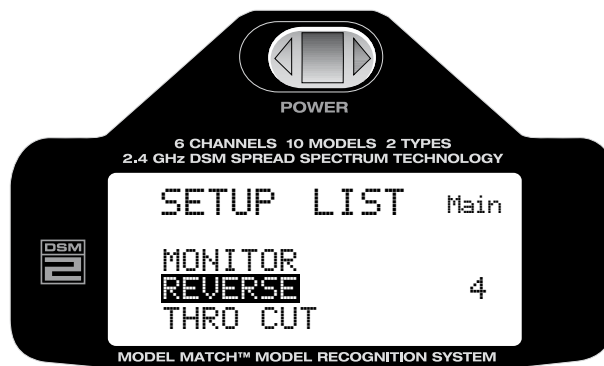 POWER
6 CHANNELS 10 MODELS 2 TYPES
2.4 GHz DSM SPREAD SPECTRUM TECHNOLOGY
SETUP LIST Main
DSM
2
MONITOR
REVERSE 4
THRO CUT
MODEL MATCH™ MODEL RECOGNITION SYSTEM